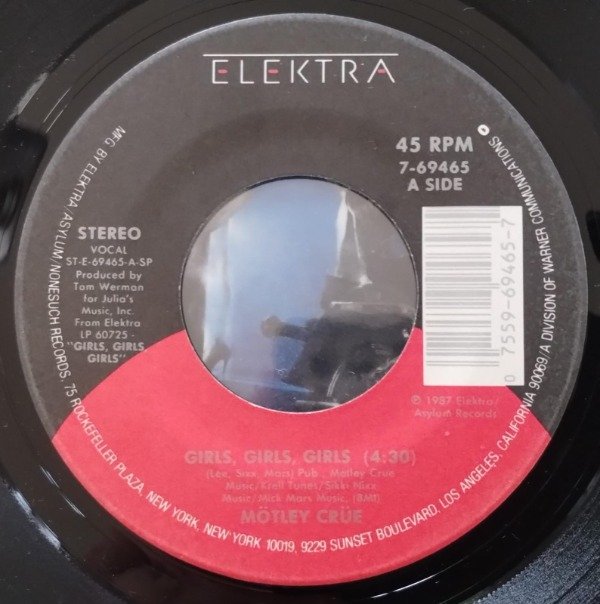 ELEKTRA
45 RPM
7-69465
A SIDE
STEREO
VOCAL
ST-E-69465-A-SP
Produced by
Tom Werman
for Julia's
Music, Inc.
From Elektra
LP 60725 -
"GIRLS, GIRLS
GIRLS"
0 7559-69465-7
℗ 1987 Elektra/
Asylum Records
GIRLS, GIRLS, GIRLS (4:30)
(Lee, Sixx, Mars) Pub., Motley Crue
Music/Krell Tunes/Sikki Nixx
Music/Mick Mars Music, (BMI)
MÖTLEY CRÜE
MFG. BY ELEKTRA/ASYLUM/NONESUCH RECORDS, 75 ROCKEFELLER PLAZA, NEW YORK, NEW YORK 10019, 9229 SUNSET BOULEVARD, LOS ANGELES, CALIFORNIA 90069/A DIVISION OF WARNER COMMUNICATIONS